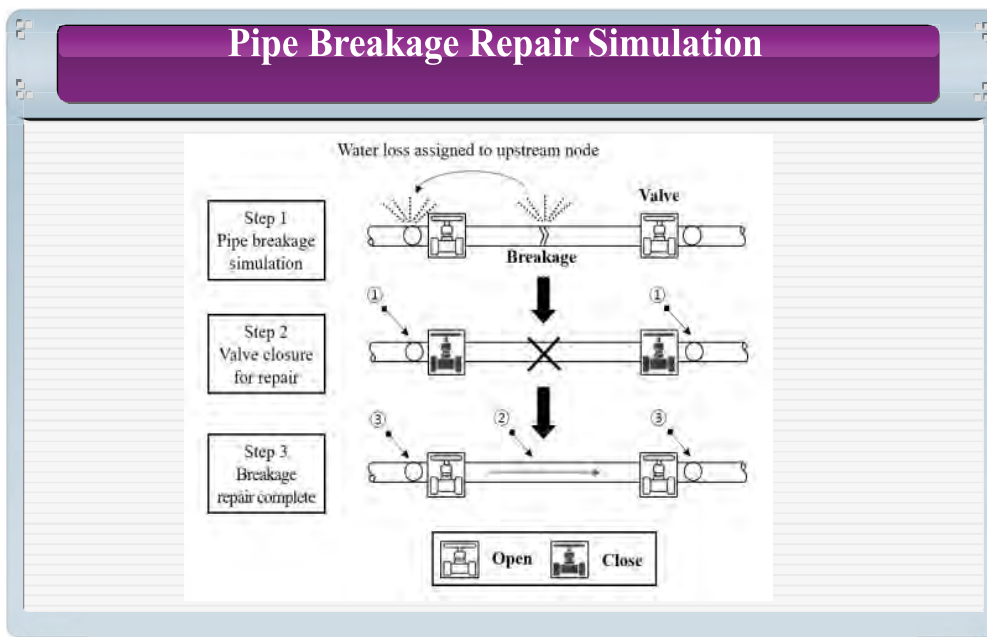 Pipe Breakage Repair Simulation
Water loss assigned to upstream node
Valve
Step 1
Pipe breakage
simulation
Breakage
① ①
Step 2
Valve closure
for repair
③ ② ③
Step 3
Breakage
repair complete
Open Close